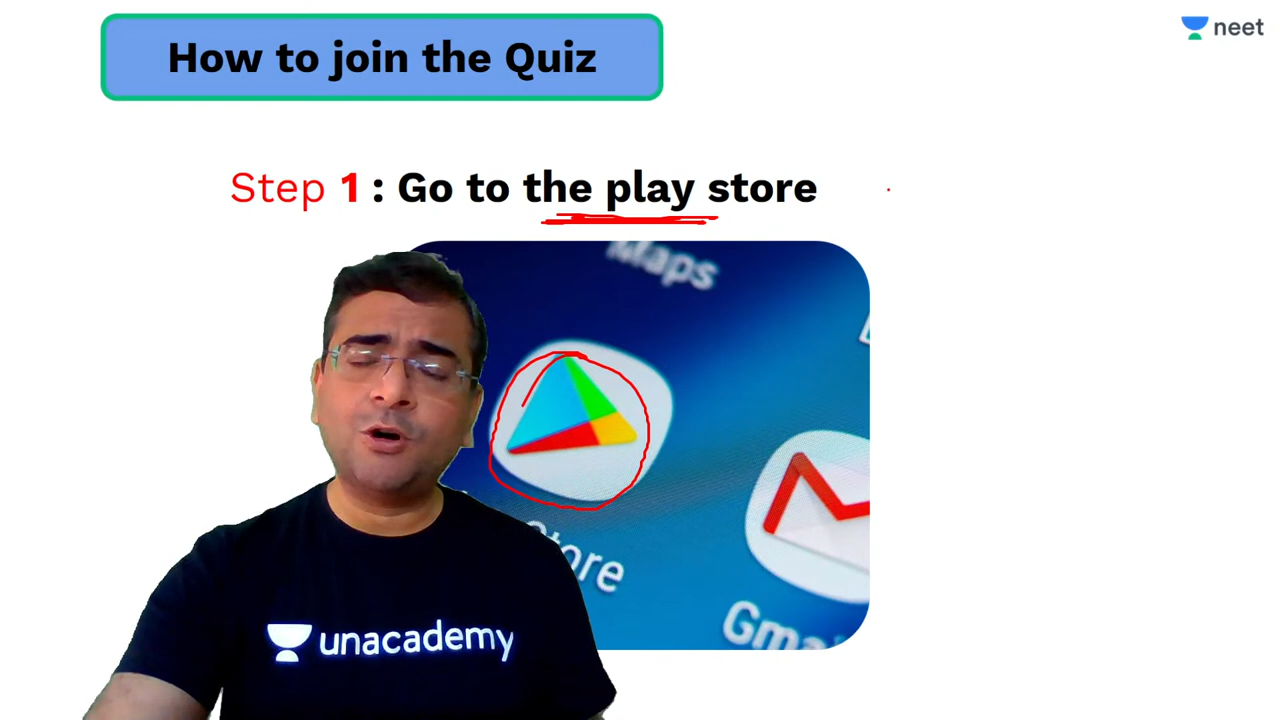 How to join the Quiz
neet
Step 1 : Go to the play store
Maps
Store
Gma
unacademy